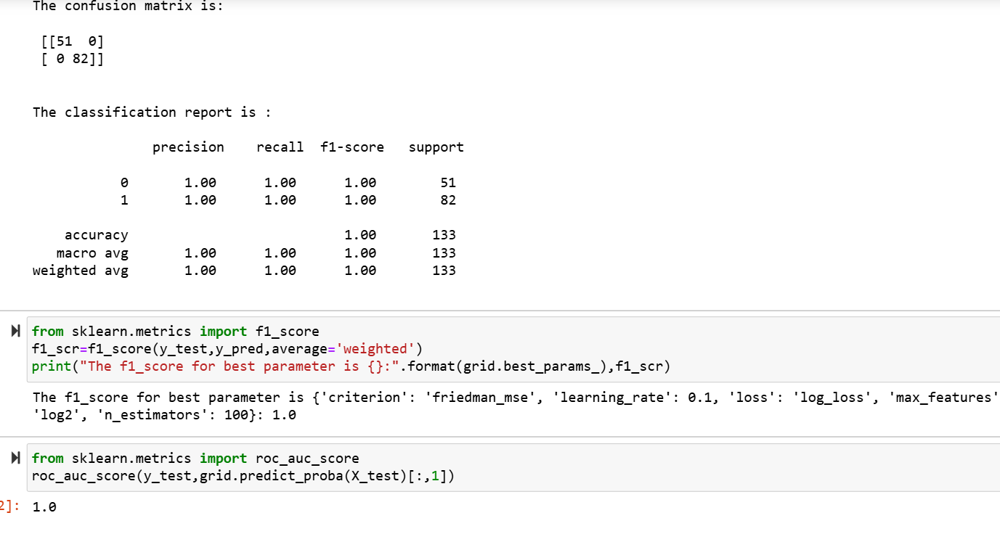 The confusion matrix is:
[[51  0]
[ 0 82]]
The classification report is :
precision    recall  f1-score   support
0       1.00      1.00      1.00        51
1       1.00      1.00      1.00        82
accuracy                           1.00       133
macro avg       1.00      1.00      1.00       133
weighted avg       1.00      1.00      1.00       133
from sklearn.metrics import f1_score
f1_scr=f1_score(y_test,y_pred,average='weighted')
print("The f1_score for best parameter is {}:".format(grid.best_params_),f1_scr)
The f1_score for best parameter is {'criterion': 'friedman_mse', 'learning_rate': 0.1, 'loss': 'log_loss', 'max_features'
'log2', 'n_estimators': 100}: 1.0
from sklearn.metrics import roc_auc_score
roc_auc_score(y_test,grid.predict_proba(X_test)[:,1])
2]: 1.0